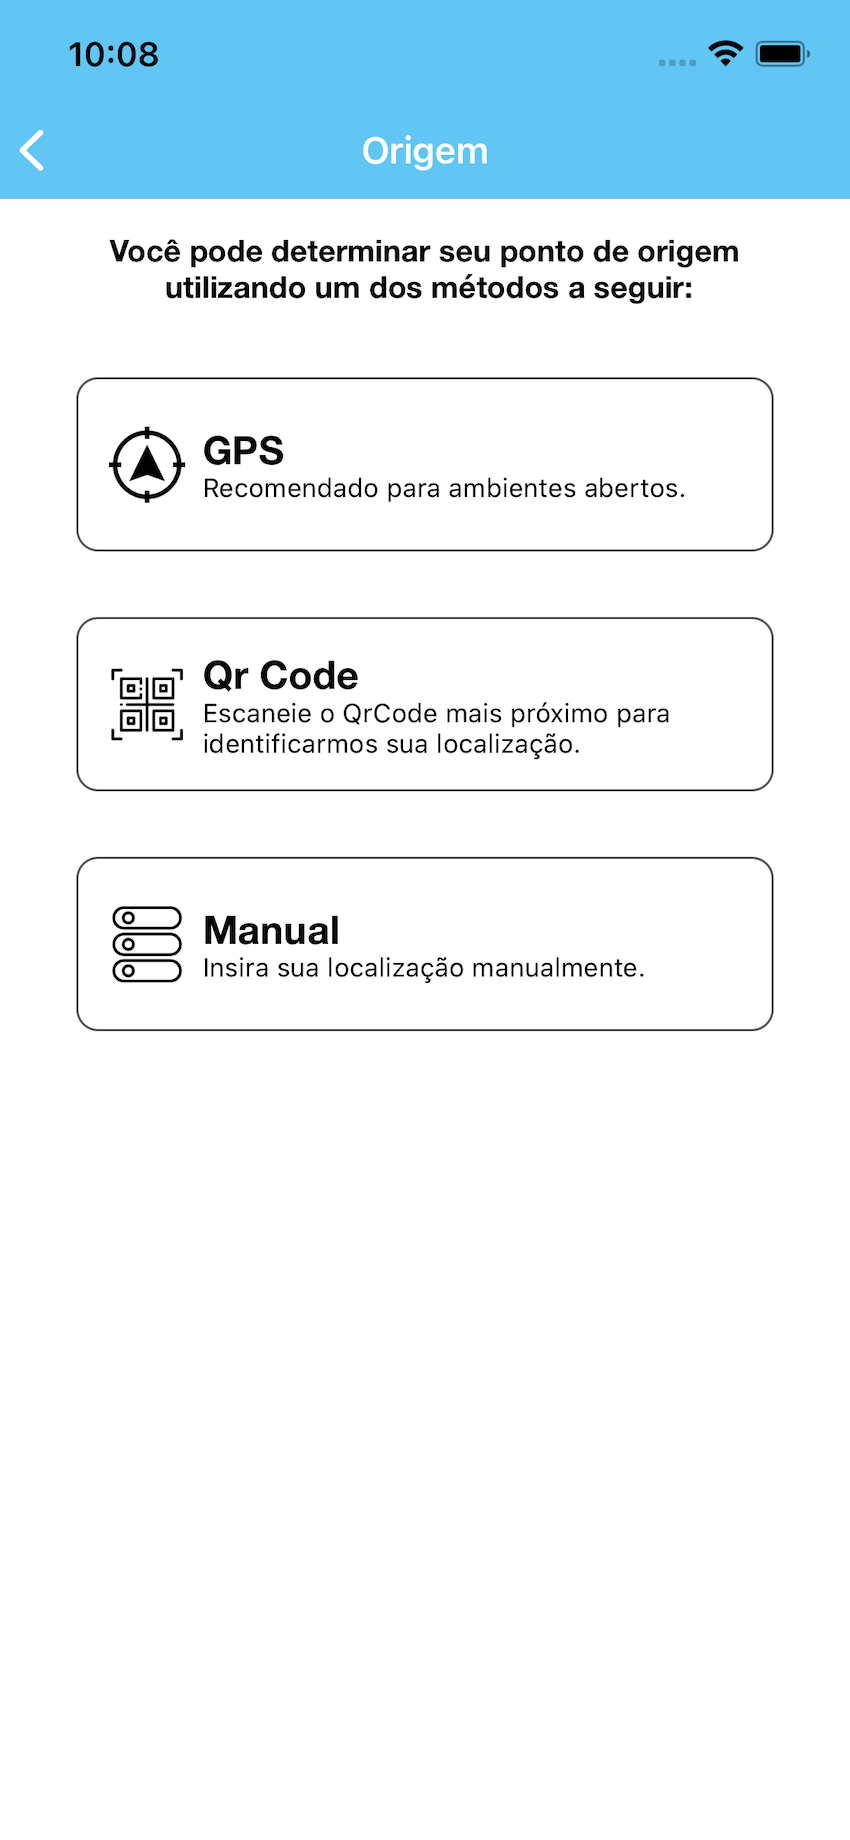 10:08
Origem
Você pode determinar seu ponto de origem
utilizando um dos métodos a seguir:
GPS
Recomendado para ambientes abertos.
Qr Code
Escaneie o QrCode mais próximo para
identificarmos sua localização.
Manual
Insira sua localização manualmente.